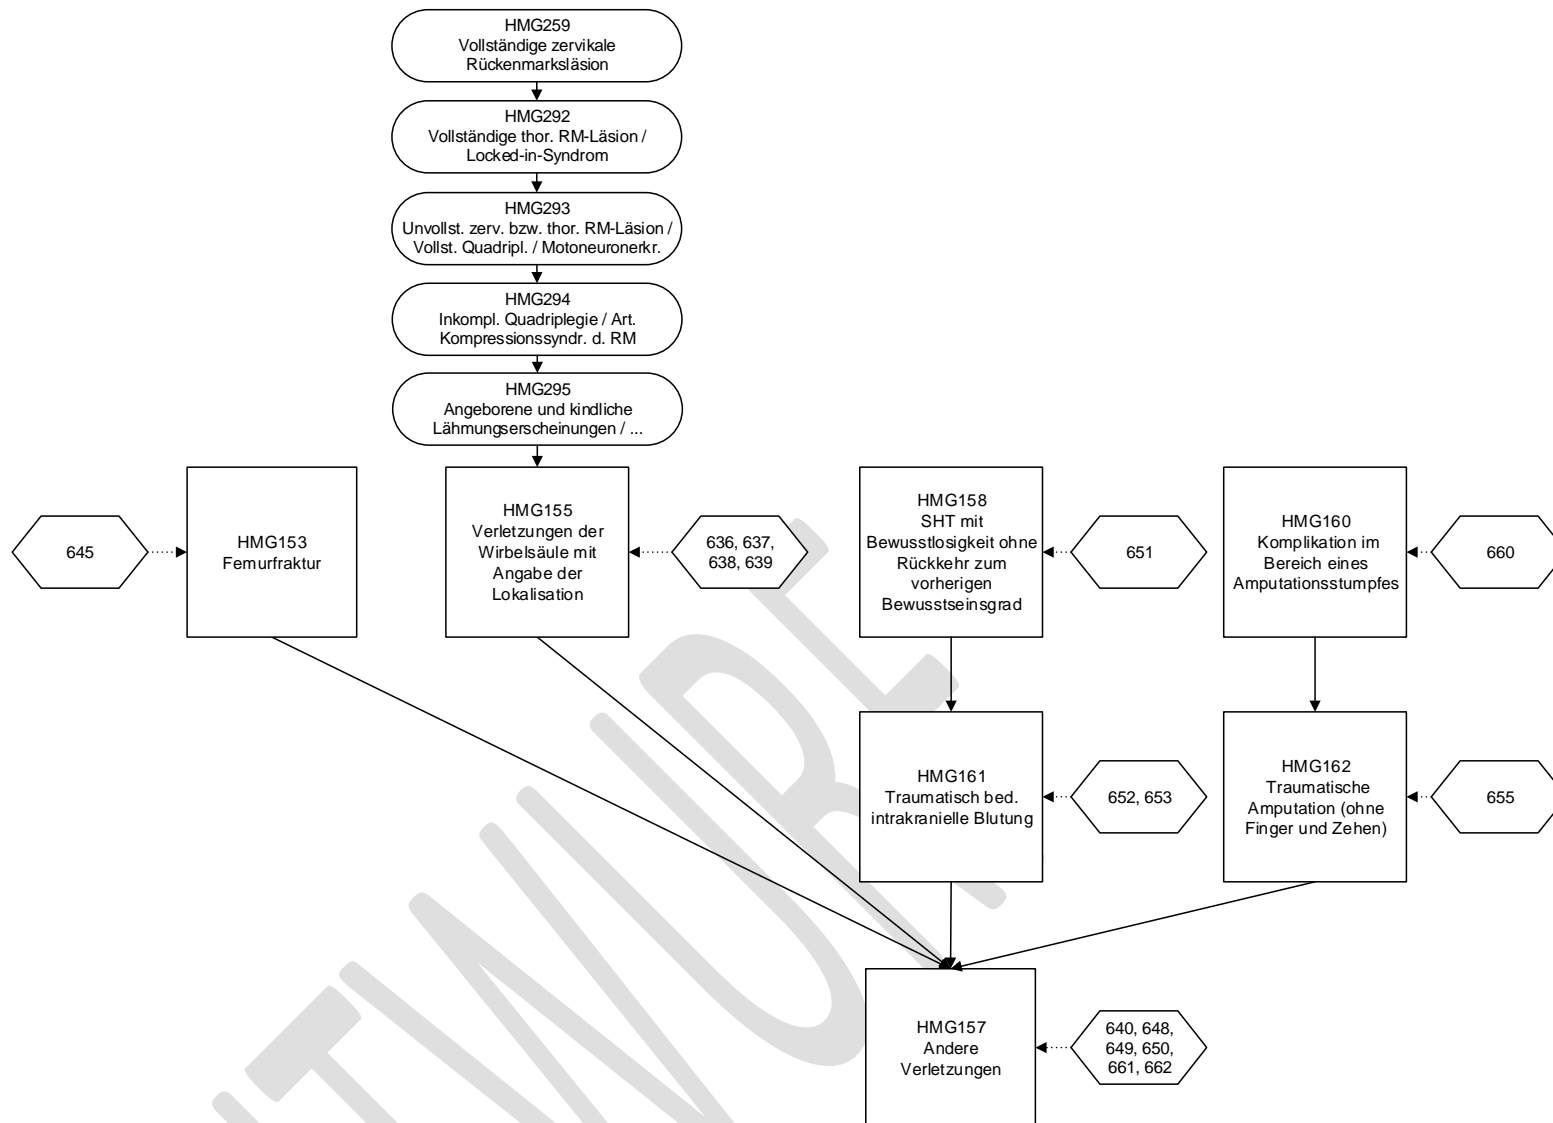 HMG259
Vollständige zervikale
Rückenmarksläsion
HMG292
Vollständige thor. RM-Läsion /
Locked-in-Syndrom
HMG293
Unvollst. zerv. bzw. thor. RM-Läsion /
Vollst. Quadripl. / Motoneuronerkr.
HMG294
Inkompl. Quadriplegie / Art.
Kompressionssyndr. d. RM
HMG295
Angeborene und kindliche
Lähmungserscheinungen / ...
645
HMG153
Femurfraktur
HMG155
Verletzungen der
Wirbelsäule mit
Angabe der
Lokalisation
636, 637,
638, 639
HMG158
SHT mit
Bewusstlosigkeit ohne
Rückkehr zum
vorherigen
Bewusstseinsgrad
651
HMG160
Komplikation im
Bereich eines
Amputationsstumpfes
660
HMG161
Traumatisch bed.
intrakranielle Blutung
652, 653
HMG162
Traumatische
Amputation (ohne
Finger und Zehen)
655
HMG157
Andere
Verletzungen
640, 648,
649, 650,
661, 662
TWURF